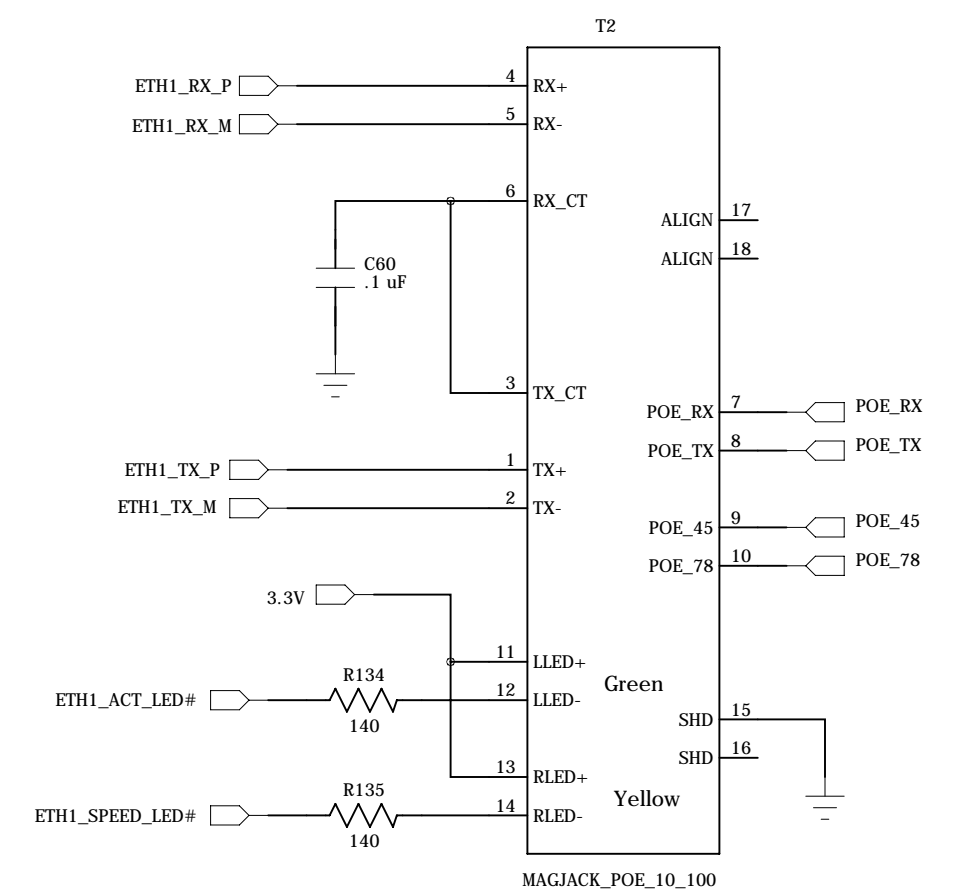 T2
ETH1_RX_P
4
RX+
ETH1_RX_M
5
RX-
6
RX_CT
ALIGN
17
ALIGN
18
C60
.1 uF
3
TX_CT
POE_RX
7
POE_RX
POE_TX
8
POE_TX
ETH1_TX_P
1
TX+
ETH1_TX_M
2
TX-
POE_45
9
POE_45
POE_78
10
POE_78
3.3V
11
LLED+
R134
Green
ETH1_ACT_LED#
12
LLED-
140
SHD
15
SHD
16
13
RLED+
R135
Yellow
ETH1_SPEED_LED#
14
RLED-
140
MAGJACK_POE_10_100